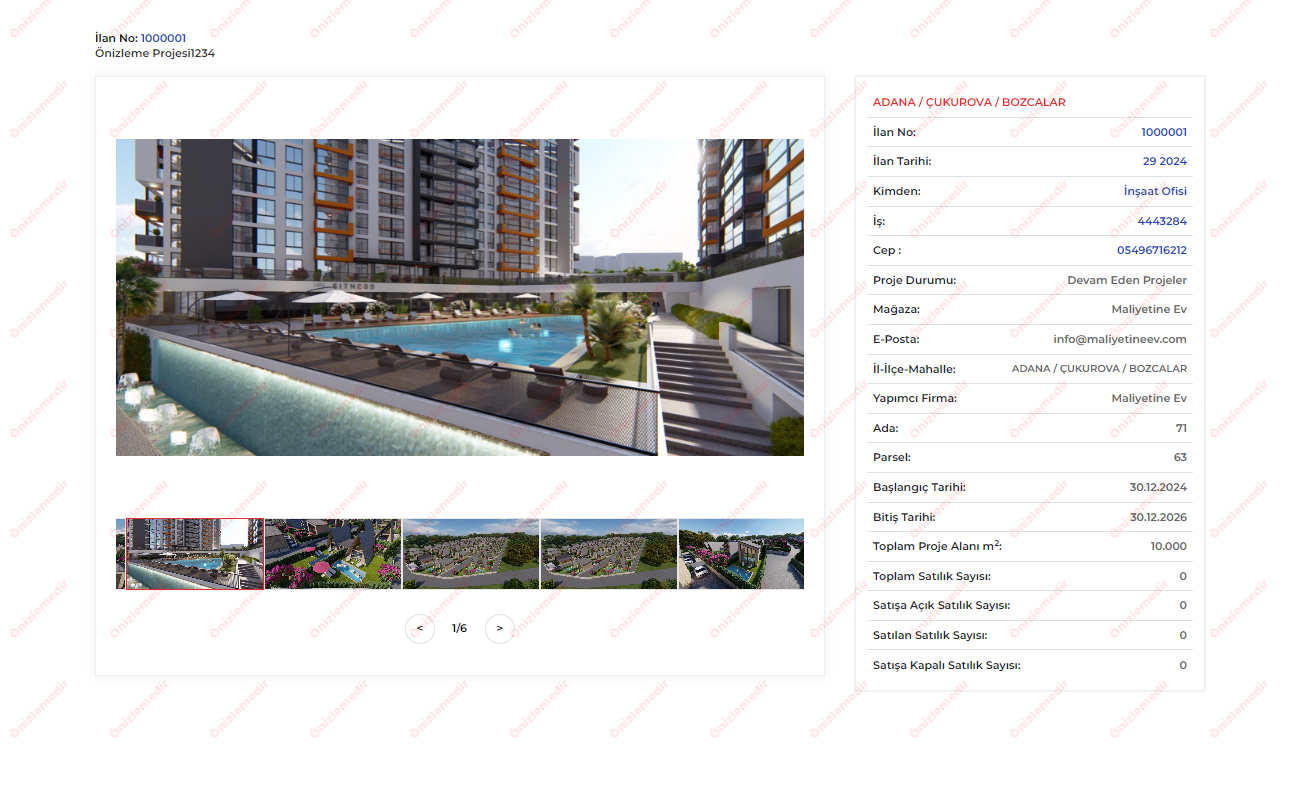 İlan No: 1000001
Önizleme Projesi1234
FITNESS
< 1/6 >
ADANA / ÇUKUROVA / BOZCALAR
İlan No: 1000001
İlan Tarihi: 29 2024
Kimden: İnşaat Ofisi
İş: 4443284
Cep : 05496716212
Proje Durumu: Devam Eden Projeler
Mağaza: Maliyetine Ev
E-Posta: info@maliyetineev.com
İl-İlçe-Mahalle: ADANA / ÇUKUROVA / BOZCALAR
Yapımcı Firma: Maliyetine Ev
Ada: 71
Parsel: 63
Başlangıç Tarihi: 30.12.2024
Bitiş Tarihi: 30.12.2026
Toplam Proje Alanı m²: 10.000
Toplam Satılık Sayısı: 0
Satışa Açık Satılık Sayısı: 0
Satılan Satılık Sayısı: 0
Satışa Kapalı Satılık Sayısı: 0
Önizlemedir